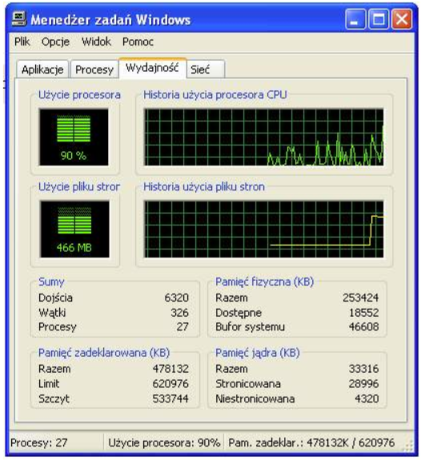 Menedżer zadań Windows
Plik Opcje Widok Pomoc
Aplikacje Procesy Wydajność Sieć
Użycie procesora
90 %
Historia użycia procesora CPU
Użycie pliku stror
466 MB
Historia użycia pliku stron
Sumy
Dojścia 6320
Wątki 326
Procesy 27
Pamięć fizyczna (KB)
Razem 253424
Dostępne 18552
Bufor systemu 46608
Pamięć zadeklarowana (KB)
Razem 478132
Limit 620976
Szczyt 533744
Pamięć jądra (KB)
Razem 33316
Stronicowana 28996
Niestronicowana 4320
Procesy: 27 Użycie procesora: 90% Pam. zadeklar.: 478132K / 620976